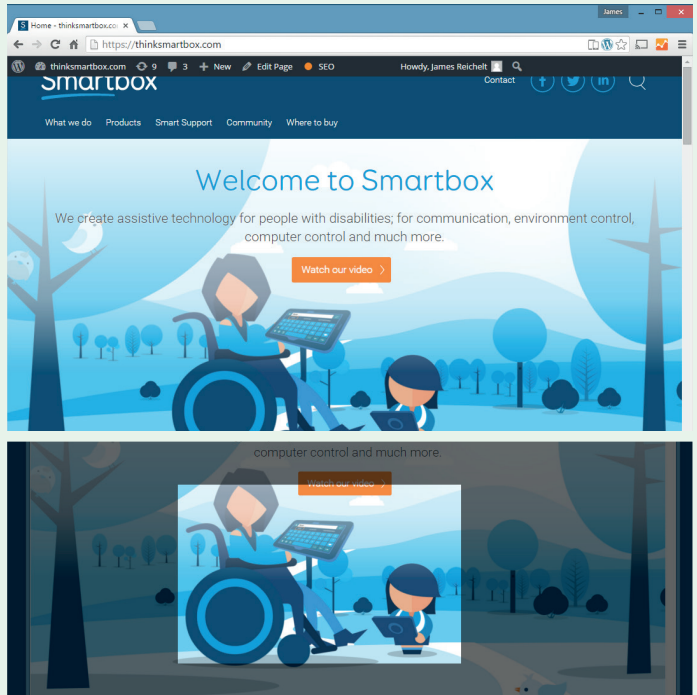 James
Home - thinksmartbox.co
https://thinksmartbox.com
thinksmartbox.com 9 3 + New Edit Page SEO Howdy, James Reichelt
Smartbox
Contact
What we do Products Smart Support Community Where to buy
Welcome to Smartbox
We create assistive technology for people with disabilities; for communication, environment control,
computer control and much more.
Watch our video
computer control and much more.
Watch our video